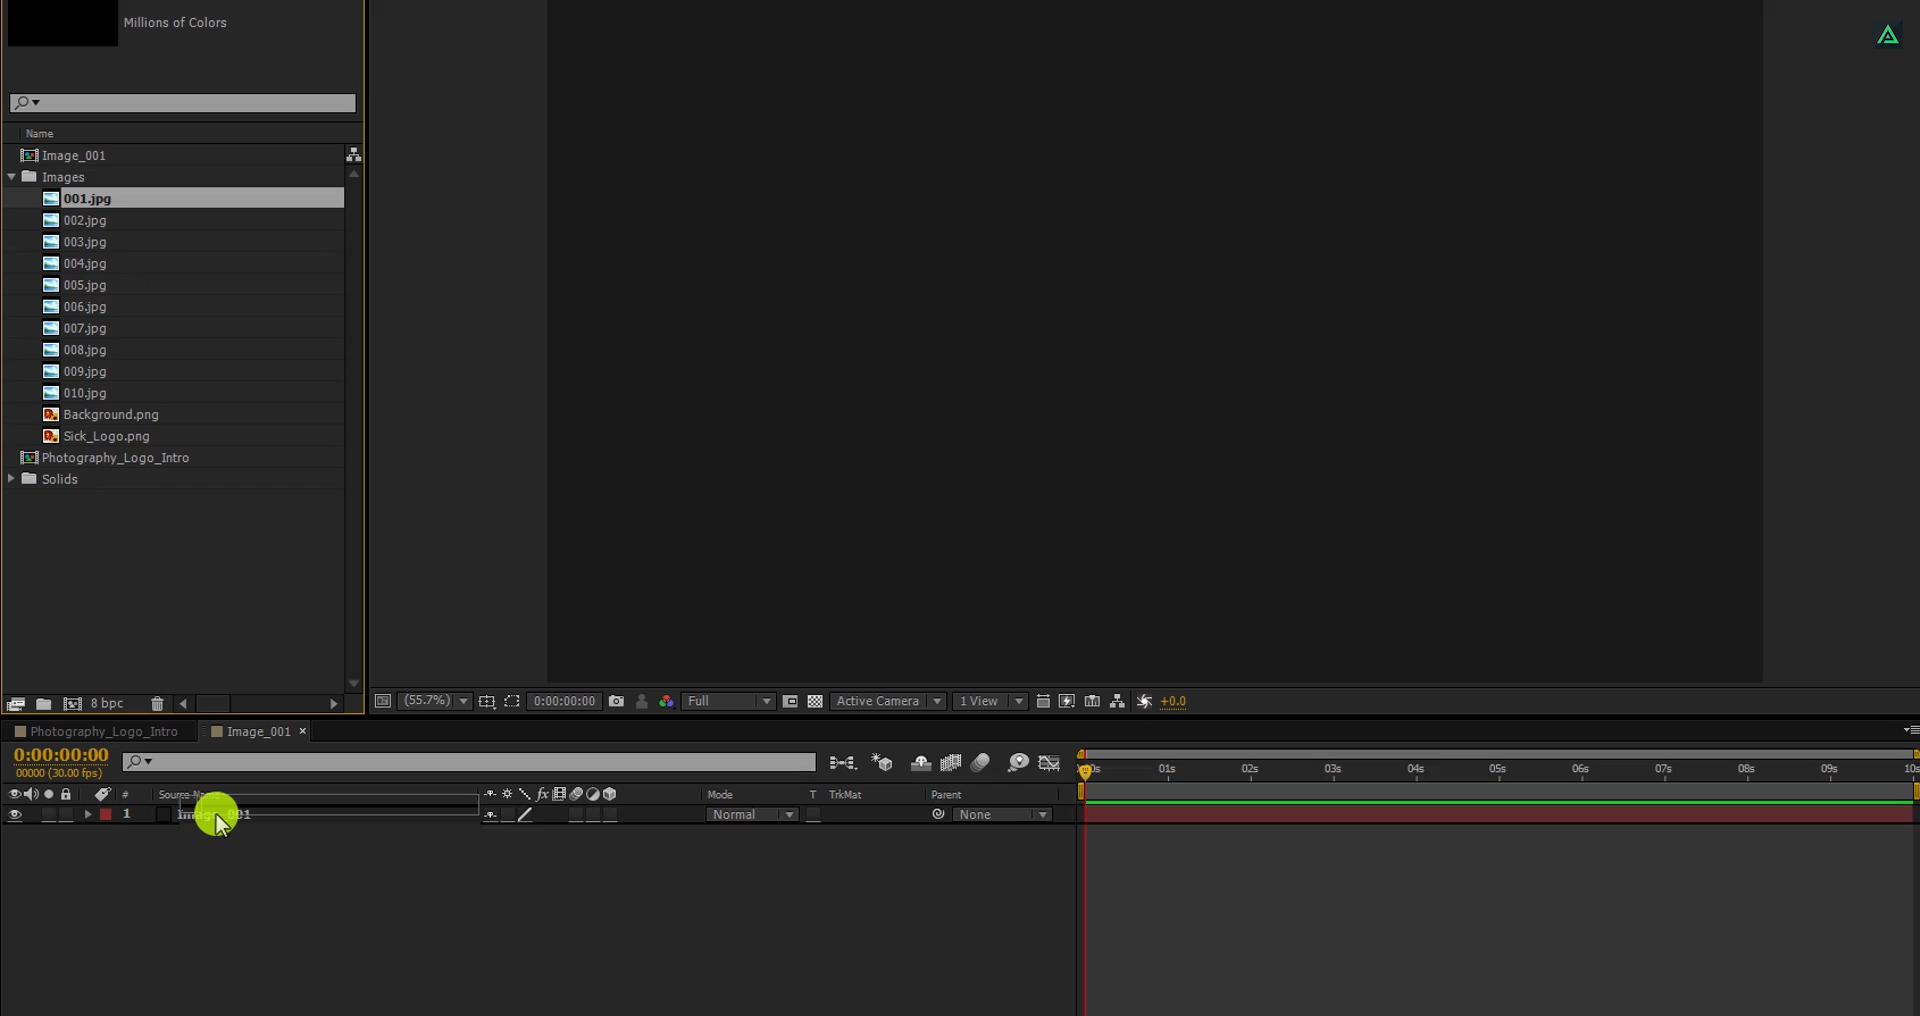 Millions of Colors
Name
Image_001
Images
001.jpg
002.jpg
003.jpg
004.jpg
005.jpg
006.jpg
007.jpg
008.jpg
009.jpg
010.jpg
Background.png
Sick_Logo.png
Photography_Logo_Intro
Solids
8 bpc
(55.7%) 0:00:00:00 Full Active Camera 1 View +0.0
Photography_Logo_Intro Image_001 ×
0:00:00:00
00000 (30.00 fps)
01s 02s 03s 04s 05s 06s 07s 08s 09s 10s
# Source Name fx Mode T TrkMat Parent
1 Image_001 Normal None